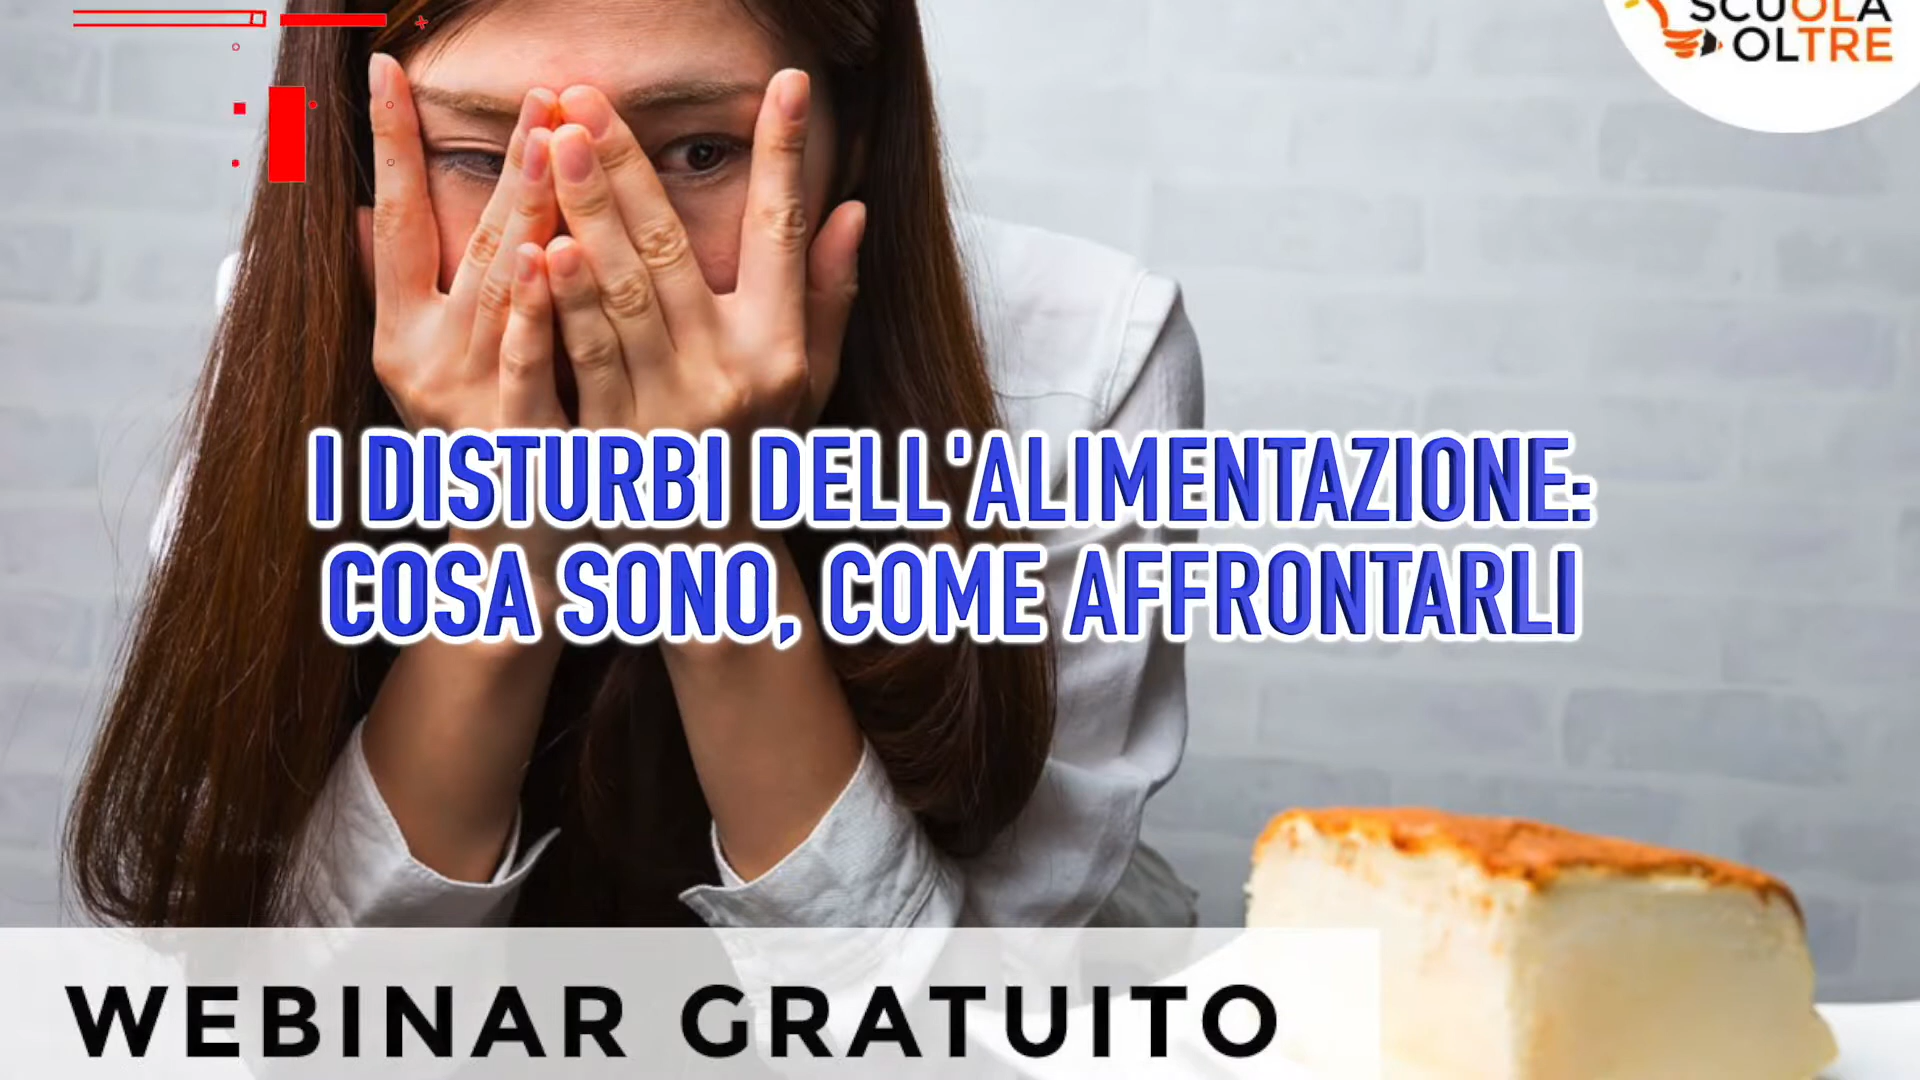 SCUOLA
OLTRE
I DISTURBI DELL'ALIMENTAZIONE:
COSA SONO, COME AFFRONTARLI
WEBINAR GRATUITO